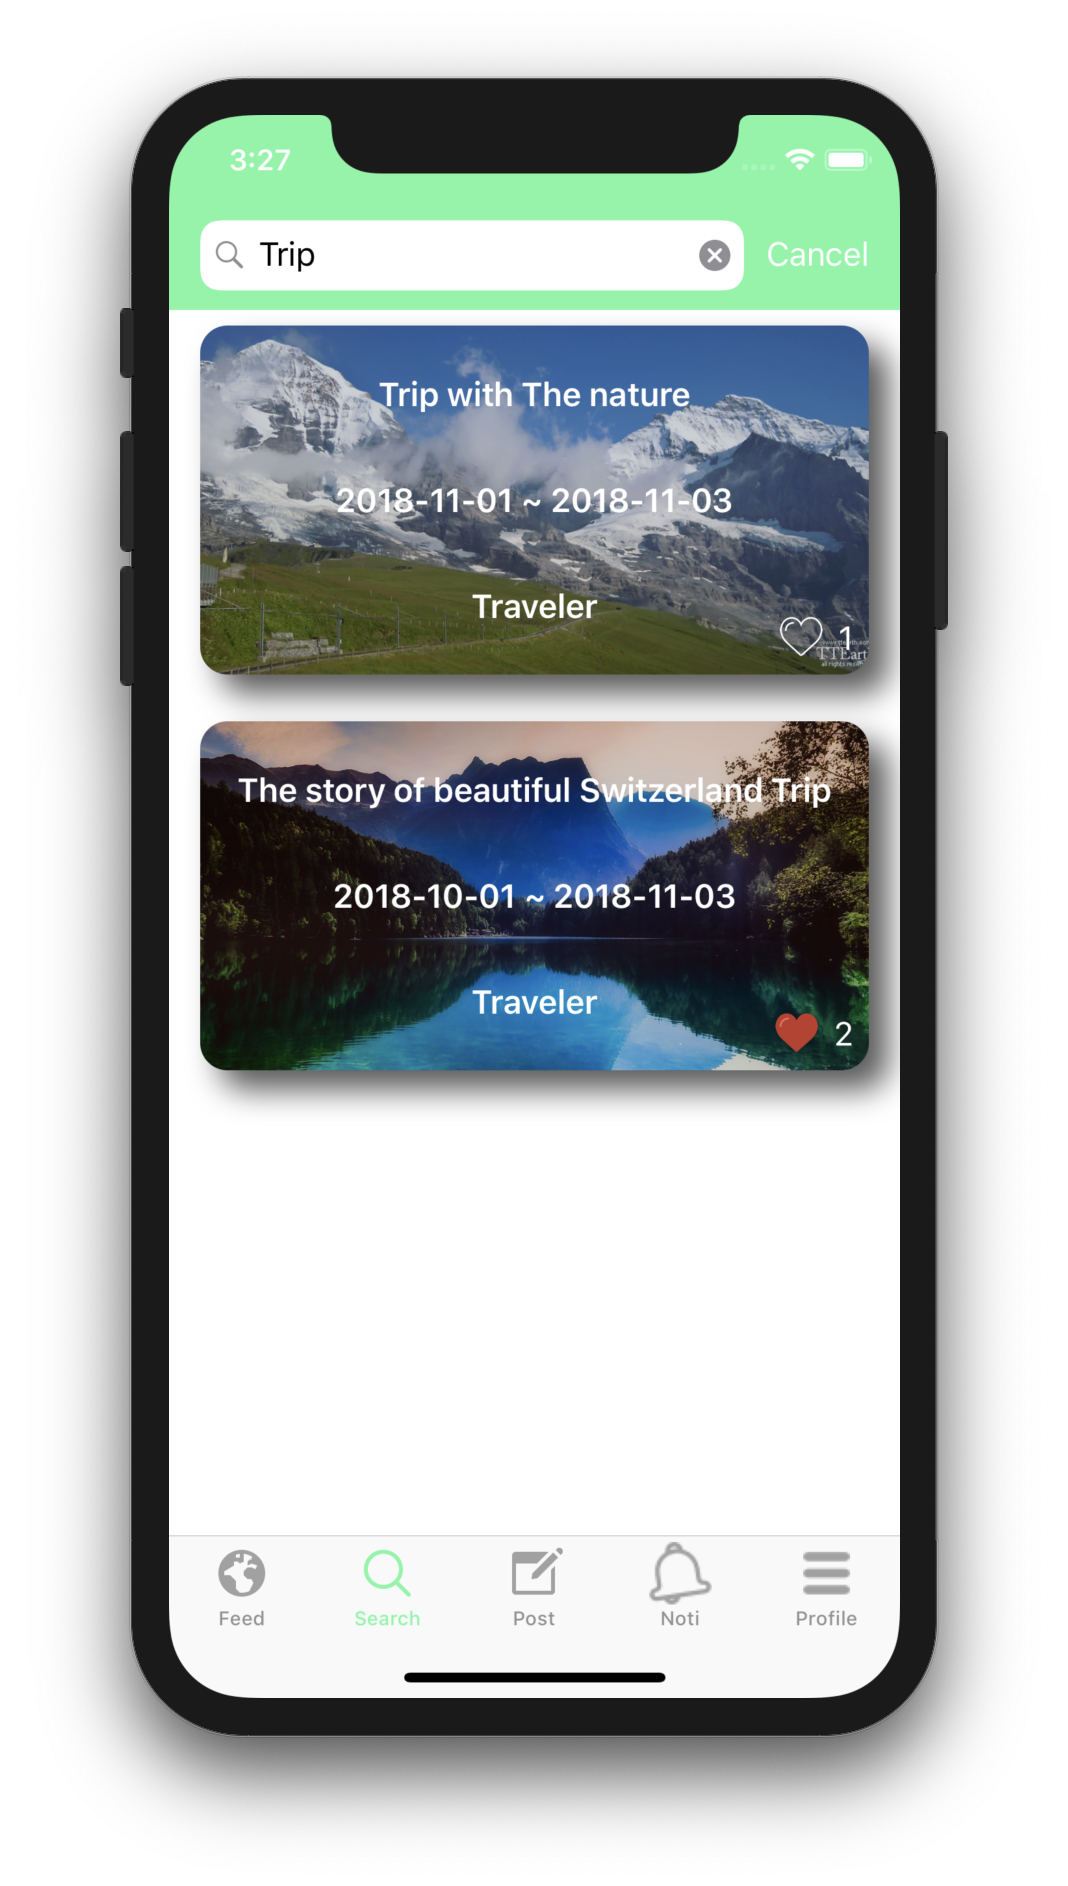 3:27
Trip
Cancel
Trip with The nature
2018-11-01 ~ 2018-11-03
Traveler
1
TTEart
The story of beautiful Switzerland Trip
2018-10-01 ~ 2018-11-03
Traveler
2
Feed
Search
Post
Noti
Profile